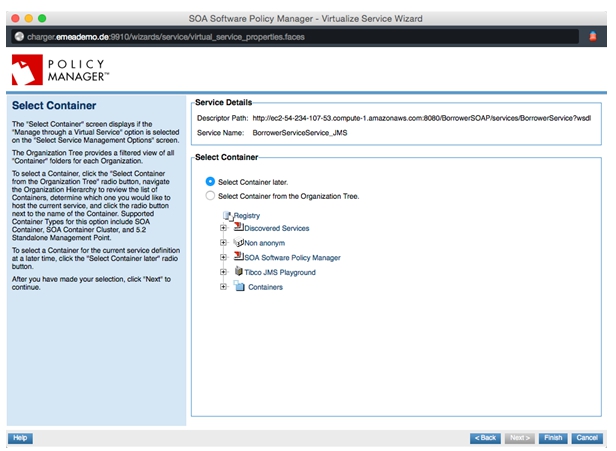 SOA Software Policy Manager - Virtualize Service Wizard
charger.emeademo.de:9910/wizards/service/virtual_service_properties.faces
POLICY
MANAGER™
Select Container
The "Select Container" screen displays if the
"Manage through a Virtual Service" option is selected
on the "Select Service Management Options" screen.
The Organization Tree provides a filtered view of all
"Container" folders for each Organization.
To select a Container, click the "Select Container
from the Organization Tree" radio button, navigate
the Organization Hierarchy to review the list of
Containers, determine which one you would like to
host the current service, and click the radio button
next to the name of the Container. Supported
Container Types for this option include SOA
Container, SOA Container Cluster, and 5.2
Standalone Management Point.
To select a Container for the current service definition
at a later time, click the "Select Container later" radio
button.
After you have made your selection, click "Next" to
continue.
Service Details
Descriptor Path: http://ec2-54-234-107-53.compute-1.amazonaws.com:8080/BorrowerSOAP/services/BorrowerService?wsdl
Service Name: BorrowerServiceService_JMS
Select Container
Select Container later.
Select Container from the Organization Tree.
Registry
Discovered Services
Non anonym
SOA Software Policy Manager
Tibco JMS Playground
Containers
Help
< Back
Next >
Finish
Cancel